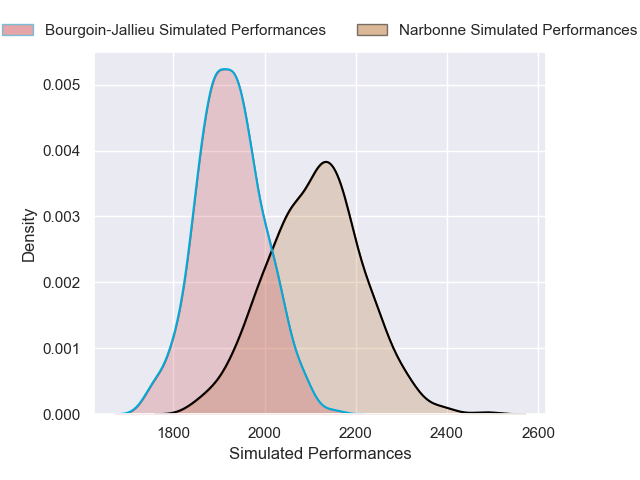 Bourgoin-Jallieu Simulated Performances Narbonne Simulated Performances
0.005
0.004
0.003
0.002
0.001
0.000
Density
1800 2000 2200 2400 2600
Simulated Performances